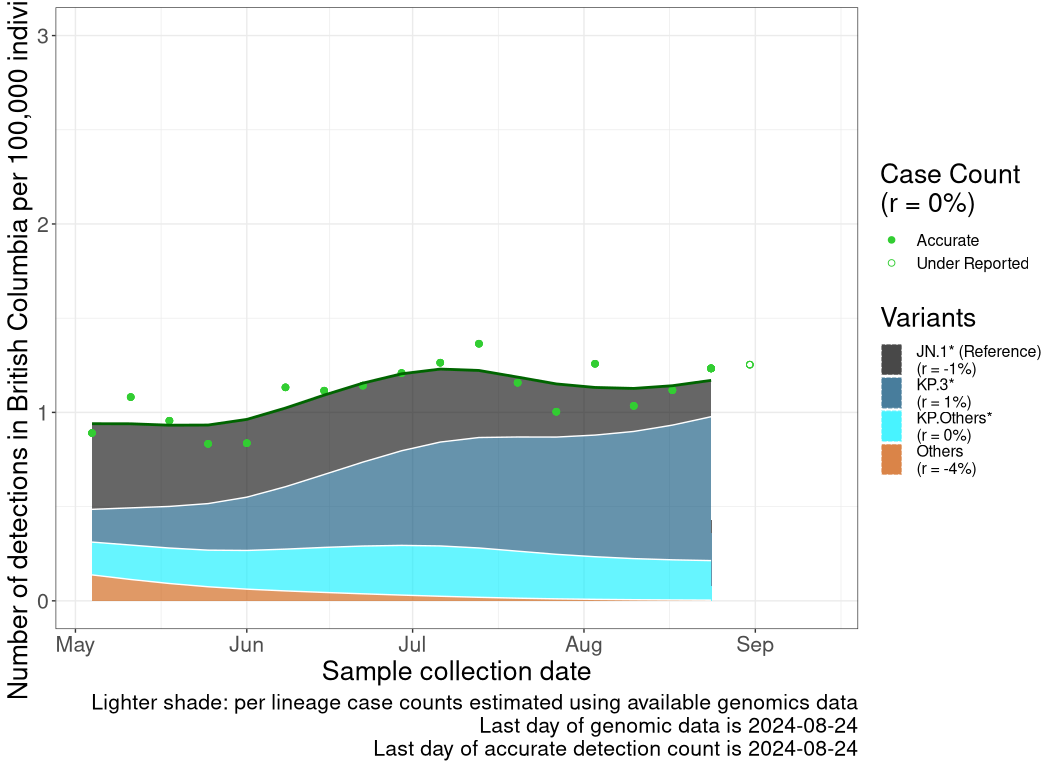 Number of detections in British Columbia per 100,000
3
2
1
0
May Jun Jul Aug Sep
Sample collection date
Lighter shade: per lineage case counts estimated using available genomics data
Last day of genomic data is 2024-08-24
Last day of accurate detection count is 2024-08-24
Case Count
(r = 0%)
Accurate
Under Reported
Variants
JN.1* (Reference)
(r = -1%)
KP.3*
(r = 1%)
KP.Others*
(r = 0%)
Others
(r = -4%)